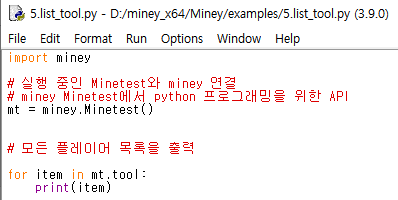 5.list_tool.py - D:/miney_x64/Miney/examples/5.list_tool.py (3.9.0)
File Edit Format Run Options Window Help
import miney
# 실행 중인 Minetest와 miney 연결
# miney Minetest에서 python 프로그래밍을 위한 API
mt = miney.Minetest()
# 모든 플레이어 목록을 출력
for item in mt.tool:
    print(item)